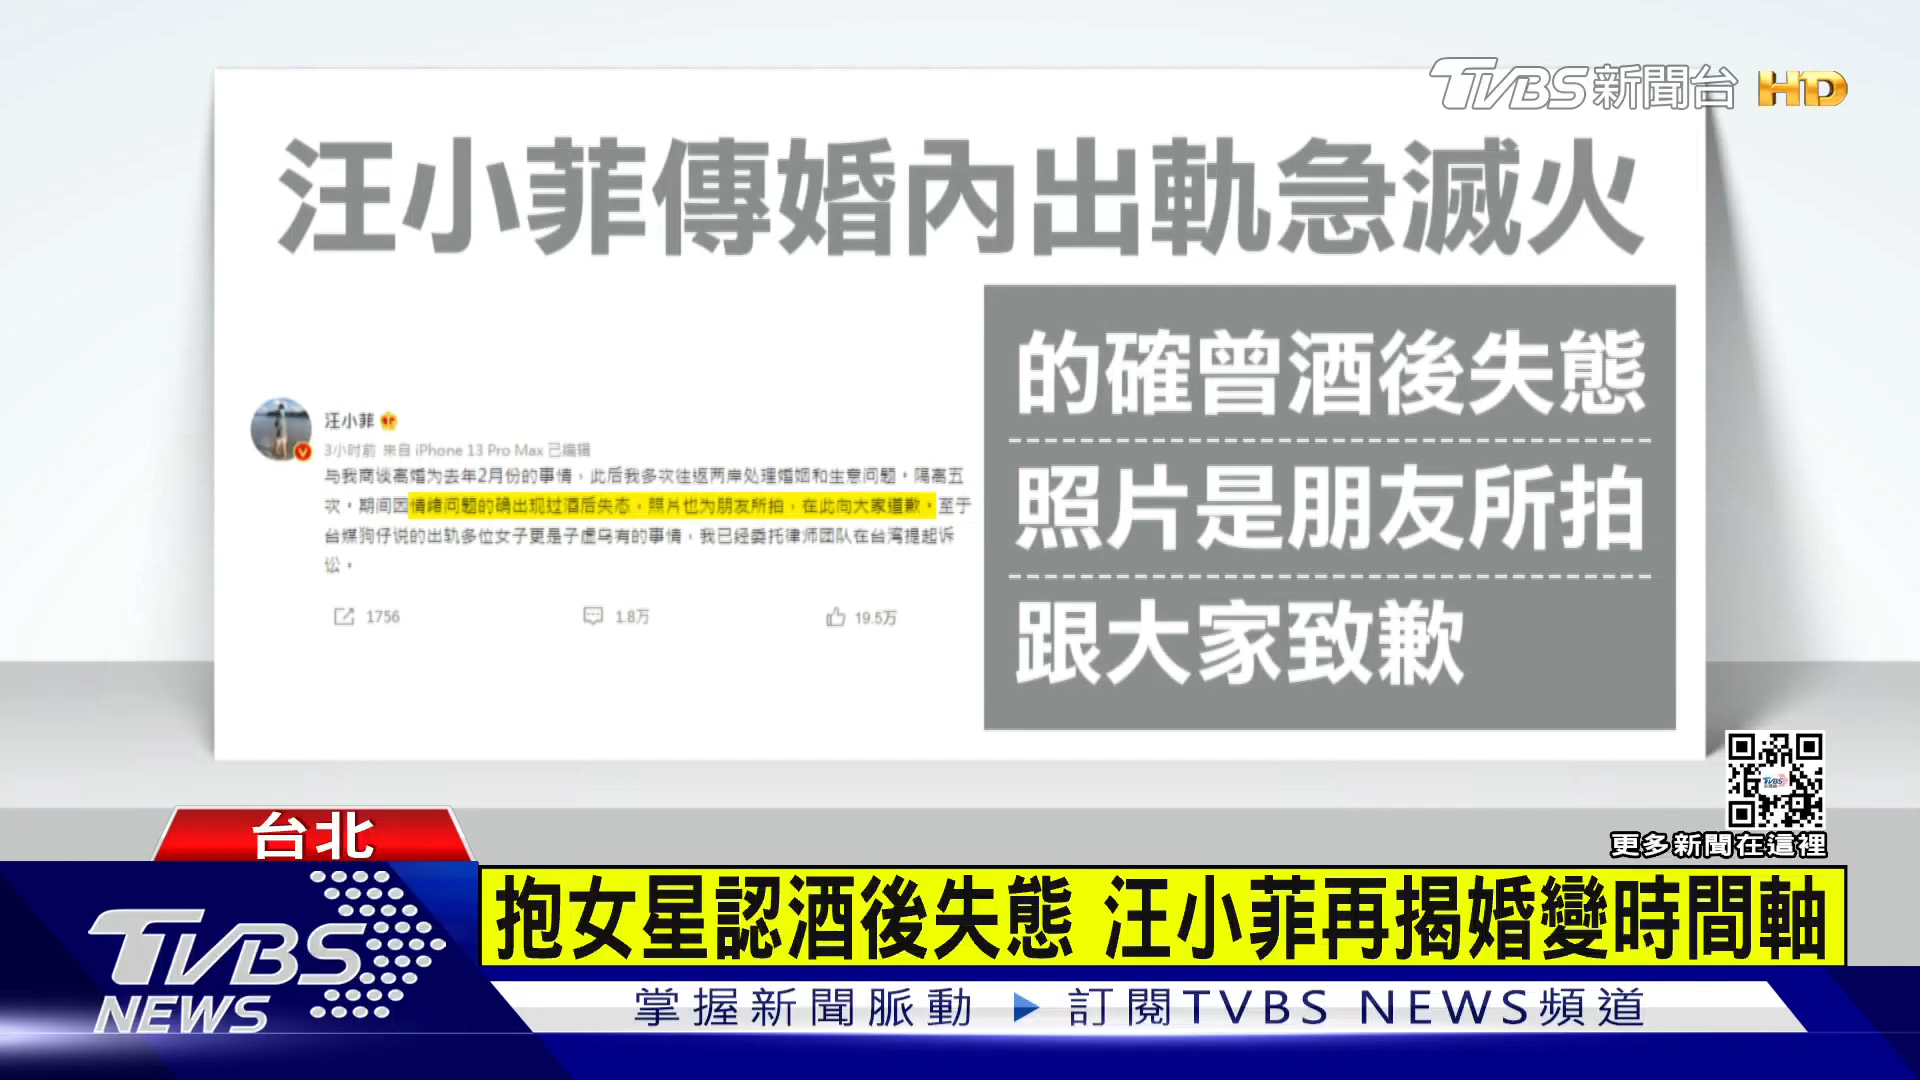 TVBS新聞台 HD
汪小菲傳婚內出軌急滅火
的確曾酒後失態
照片是朋友所拍
跟大家致歉
汪小菲
3小时前 来自 iPhone 13 Pro Max 已编辑
与我商谈离婚为去年2月份的事情，此后我多次往返两岸处理婚姻和生意问题。隔离五
次，期间因情绪问题的确出现过酒后失态，照片也为朋友所拍，在此向大家道歉。至于
台媒狗仔说的出轨多位女子更是子虚乌有的事情，我已经委托律师团队在台湾提起诉
讼。
1756 1.8万 19.5万
TVBS
更多新聞在這裡
台北
抱女星認酒後失態 汪小菲再揭婚變時間軸
TVBS
NEWS
掌握新聞脈動 ▶ 訂閱TVBS NEWS頻道